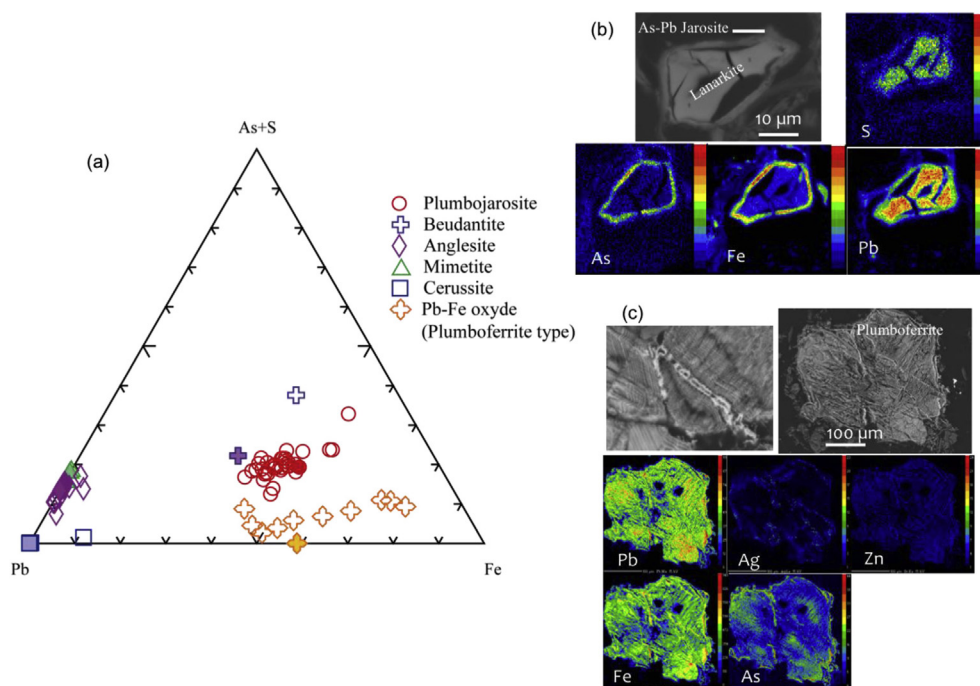 (a)
As+S
Pb
Fe
Plumbojarosite
Beudantite
Anglesite
Mimetite
Cerussite
Pb-Fe oxyde
(Plumboferrite type)
(b)
As-Pb Jarosite
Lanarkite
10 µm
S
As
Fe
Pb
(c)
Plumboferrite
100 µm
Pb
Ag
Zn
Fe
As